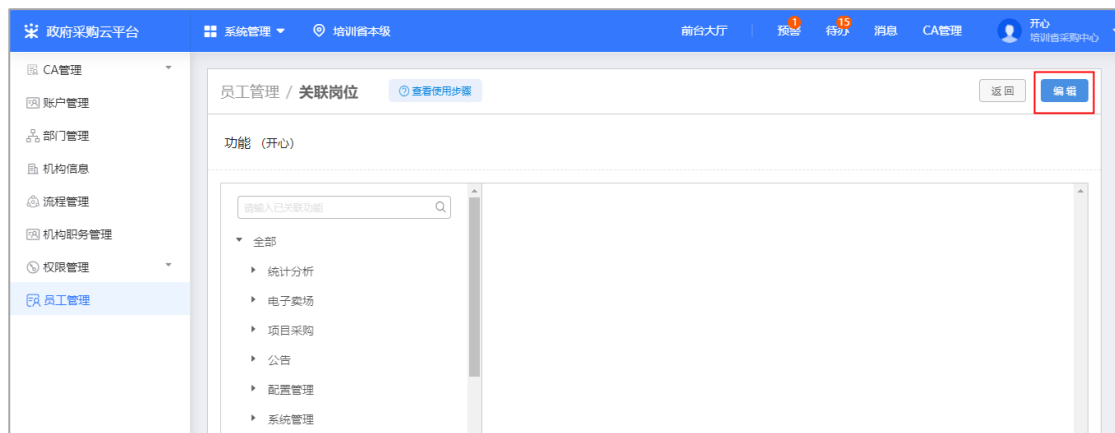 政府采购云平台
系统管理
培训省本级
前台大厅
预警
1
待办
15
消息
CA管理
开心
培训省采购中心
CA管理
账户管理
部门管理
机构信息
流程管理
机构职务管理
权限管理
员工管理
员工管理 / 关联岗位
查看使用步骤
返回
编辑
功能 （开心）
请输入已关联功能
全部
统计分析
电子卖场
项目采购
公告
配置管理
系统管理